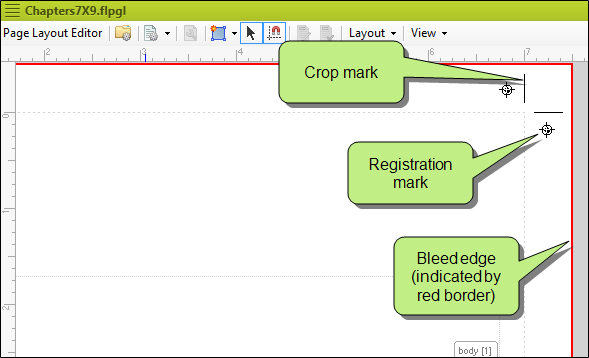 Chapters7X9.flpgl
Page Layout Editor Layout View
2 3 4 5 6 7
Crop mark
0
Registration
mark
1
Bleed edge
(indicated by
red border)
2
body [1]